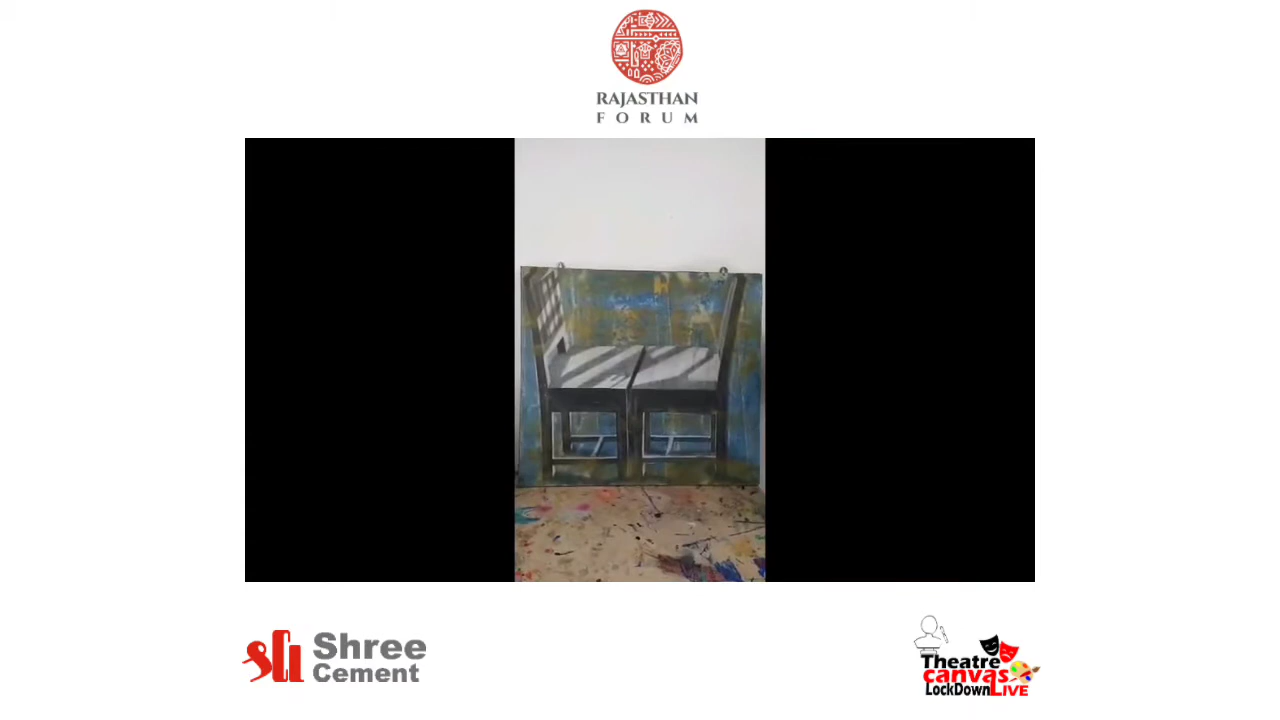 RAJASTHAN
FORUM
Shree
Cement
Theatre
canvas
LockDown LIVE